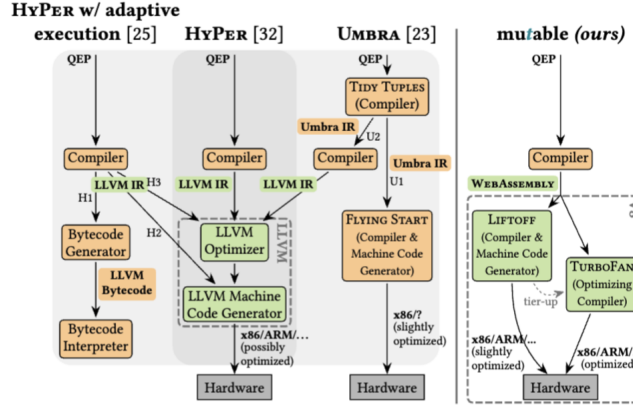 HyPer w/ adaptive
execution [25]
HyPer [32]
Umbra [23]
mutable (ours)
QEP
QEP
QEP
QEP
Tidy Tuples
(Compiler)
Umbra IR
U2
Compiler
Compiler
Compiler
Umbra IR
Compiler
LLVM IR
H3
LLVM IR
LLVM IR
U1
WebAssembly
H1
H2
Bytecode
Generator
LLVM
Optimizer
LLVM
Flying Start
(Compiler &
Machine Code
Generator)
Liftoff
(Compiler &
Machine Code
Generator)
TurboFan
(Optimizing
Compiler)
tier-up
LLVM
Bytecode
LLVM Machine
Code Generator
Bytecode
Interpreter
x86/ARM/...
(possibly
optimized)
x86/?
(slightly
optimized)
x86/ARM/...
(slightly
optimized)
x86/ARM/
(optimized
Hardware
Hardware
Hardware